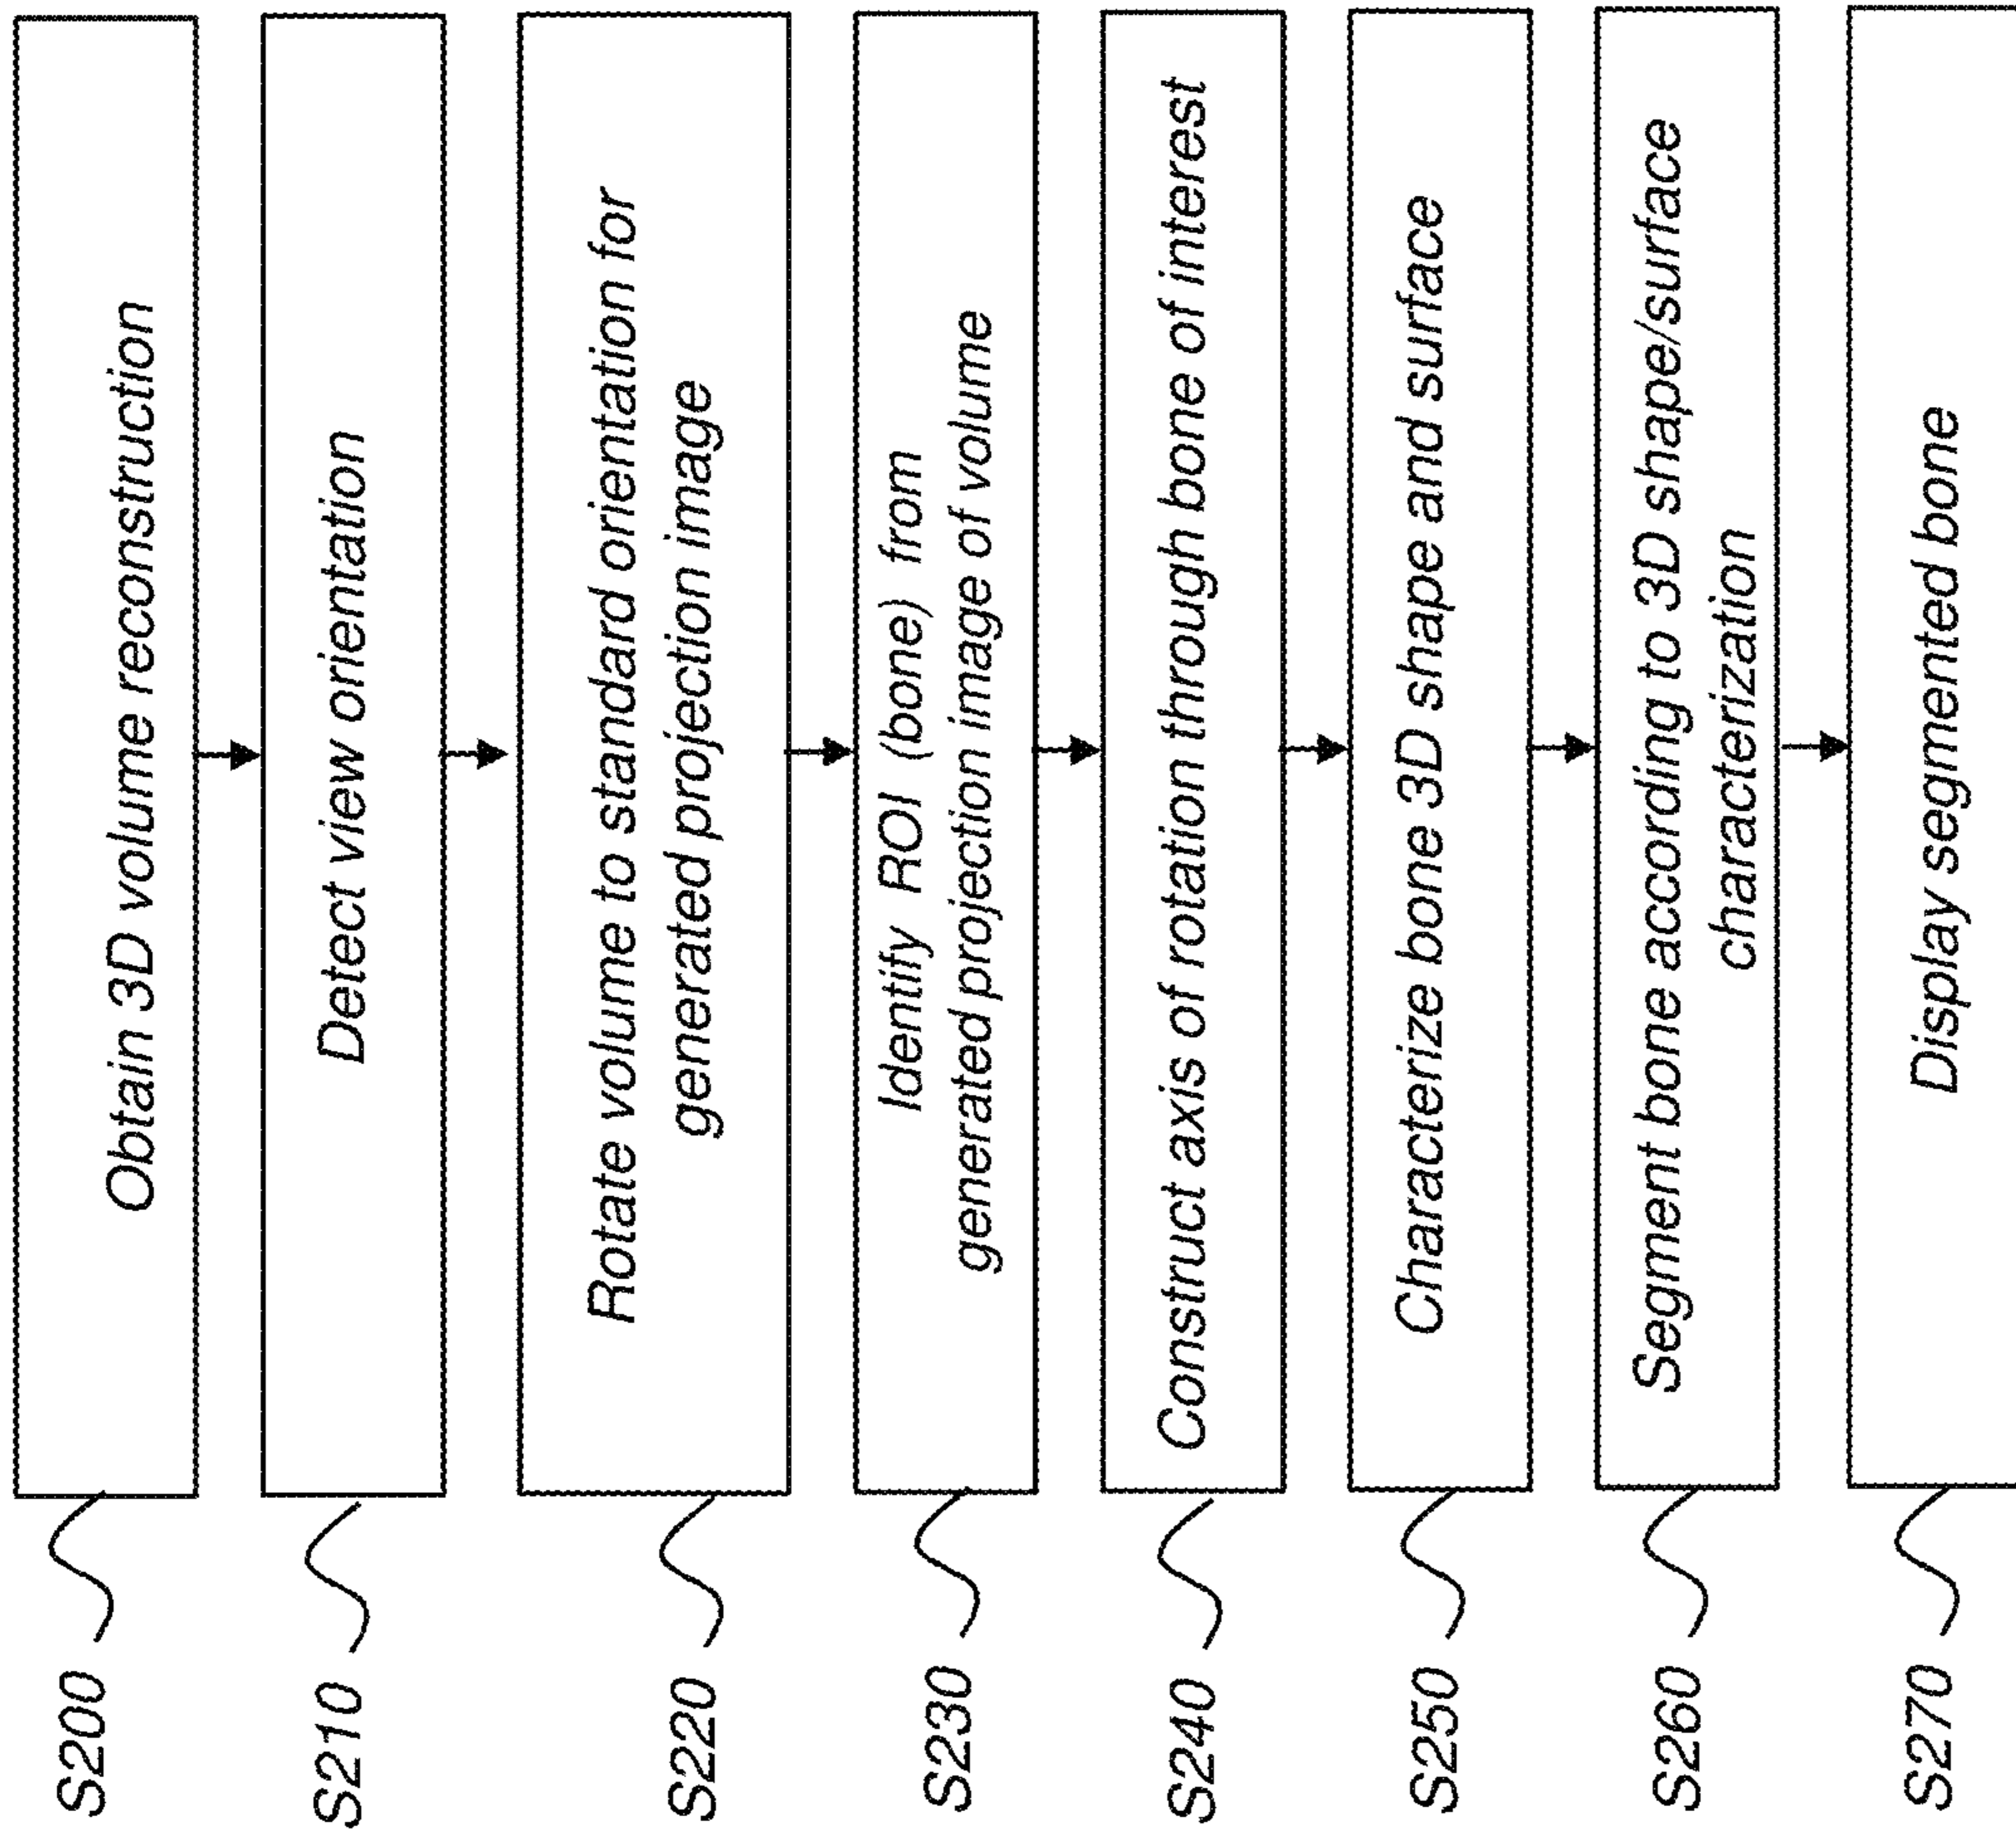 S200
Obtain 3D volume reconstruction
S210
Detect view orientation
S220
Rotate volume to standard orientation for
generated projection image
S230
Identify ROI (bone) from
generated projection image of volume
S240
Construct axis of rotation through bone of interest
S250
Characterize bone 3D shape and surface
S260
Segment bone according to 3D shape/surface
characterization
S270
Display segmented bone